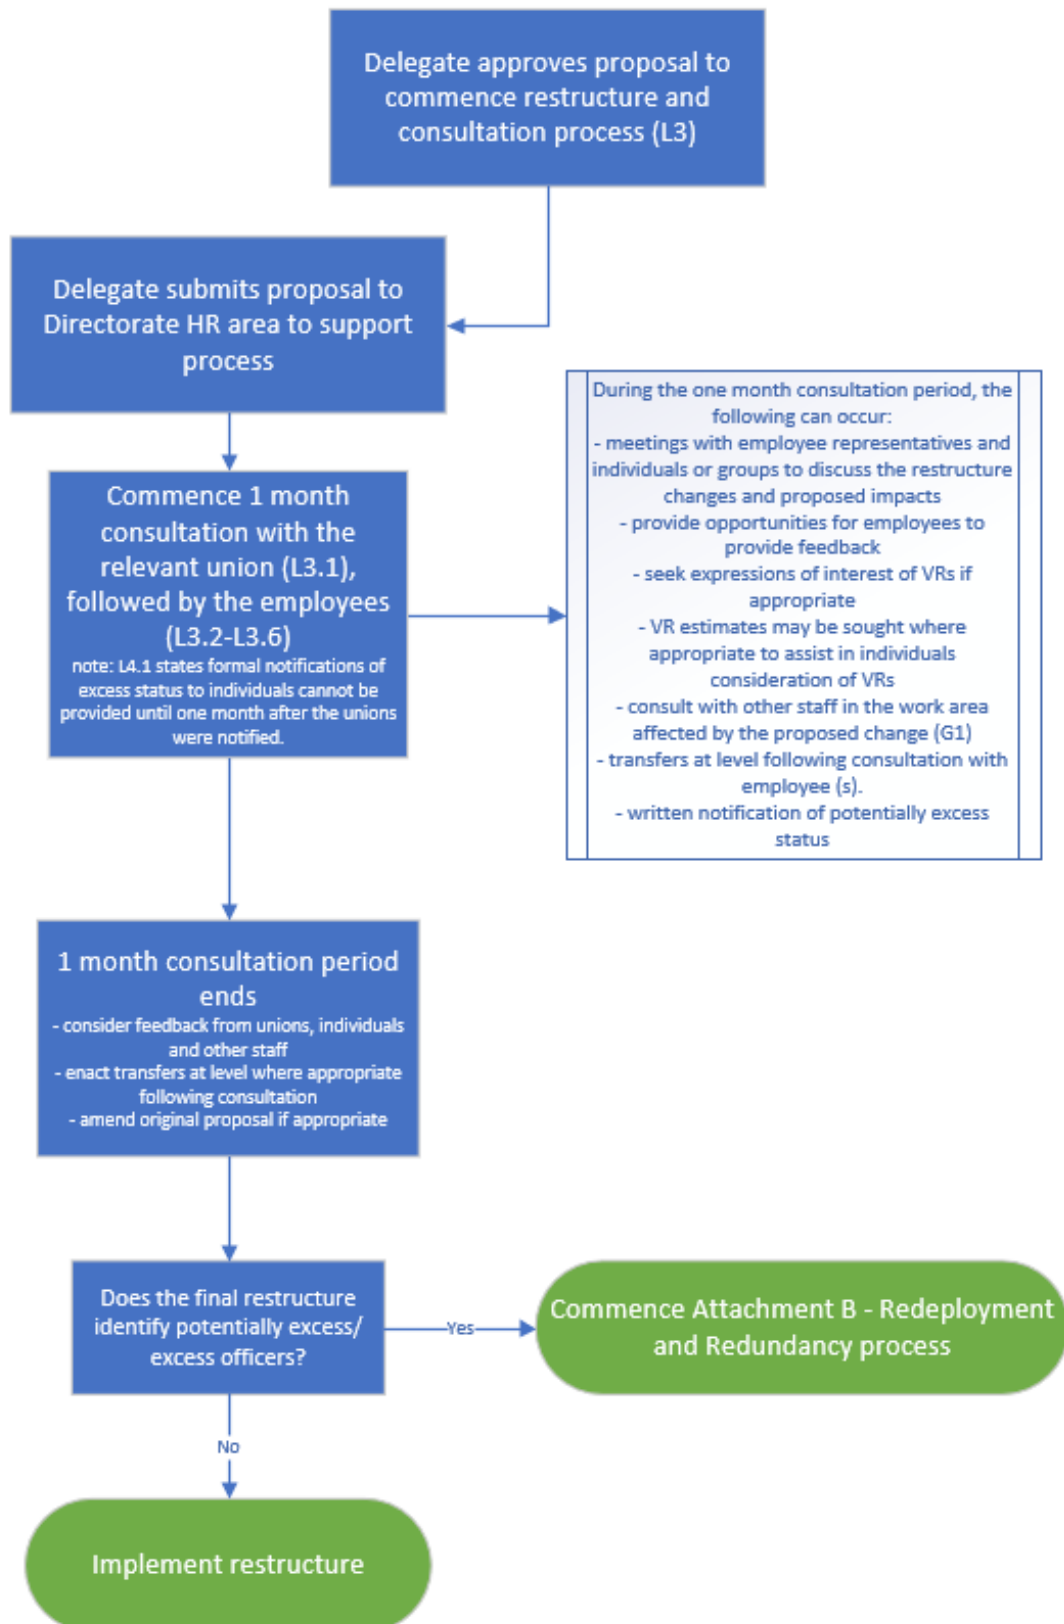 Delegate approves proposal to
commence restructure and
consultation process (L3)
Delegate submits proposal to
Directorate HR area to support
process
Commence 1 month
consultation with the
relevant union (L3.1),
followed by the employees
(L3.2-L3.6)
note: L4.1 states formal notifications of
excess status to individuals cannot be
provided until one month after the unions
were notified.
During the one month consultation period, the
following can occur:
- meetings with employee representatives and
individuals or groups to discuss the restructure
changes and proposed impacts
- provide opportunities for employees to
provide feedback
- seek expressions of interest of VRs if
appropriate
- VR estimates may be sought where
appropriate to assist in individuals
consideration of VRs
- consult with other staff in the work area
affected by the proposed change (G1)
- transfers at level following consultation with
employee (s).
- written notification of potentially excess
status
1 month consultation period
ends
- consider feedback from unions, individuals
and other staff
- enact transfers at level where appropriate
following consultation
- amend original proposal if appropriate
Does the final restructure
identify potentially excess/
excess officers?
Yes
Commence Attachment B - Redeployment
and Redundancy process
No
Implement restructure